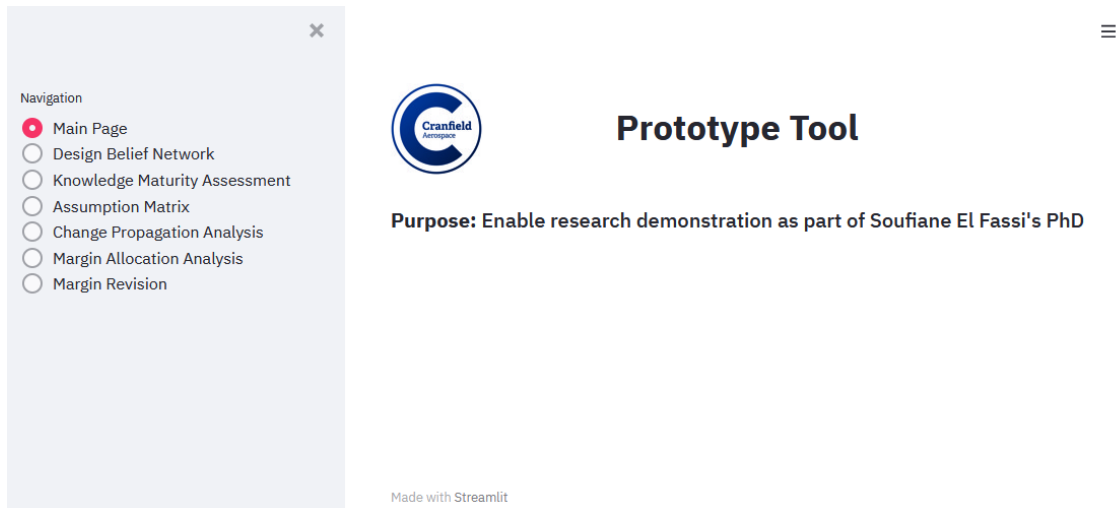 Navigation
Main Page
Design Belief Network
Knowledge Maturity Assessment
Assumption Matrix
Change Propagation Analysis
Margin Allocation Analysis
Margin Revision
Cranfield
Aerospace
Prototype Tool
Purpose: Enable research demonstration as part of Soufiane El Fassi's PhD
Made with Streamlit